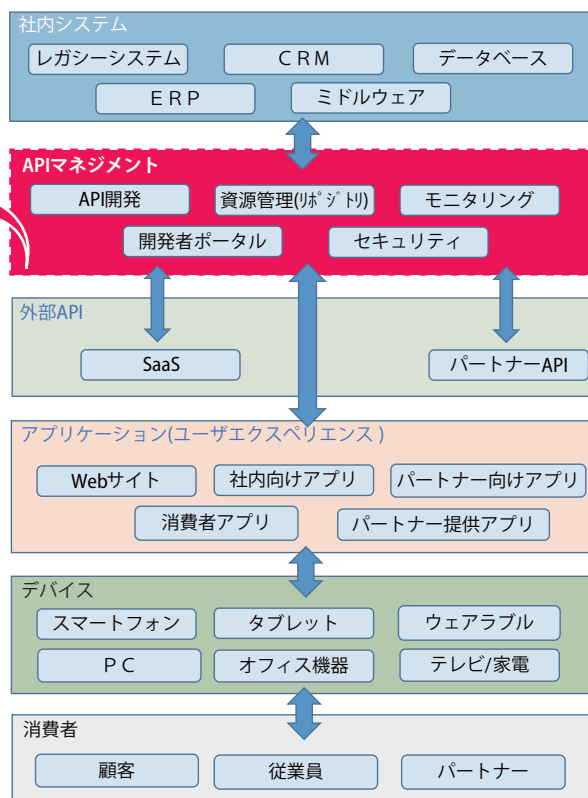 社内システム
レガシーシステム
ＣＲＭ
データベース
ＥＲＰ
ミドルウェア
APIマネジメント
API開発
資源管理(ﾘﾎﾟｼﾞﾄﾘ)
モニタリング
開発者ポータル
セキュリティ
外部API
SaaS
パートナーAPI
アプリケーション(ユーザエクスペリエンス )
Webサイト
社内向けアプリ
パートナー向けアプリ
消費者アプリ
パートナー提供アプリ
デバイス
スマートフォン
タブレット
ウェアラブル
ＰＣ
オフィス機器
テレビ/家電
消費者
顧客
従業員
パートナー